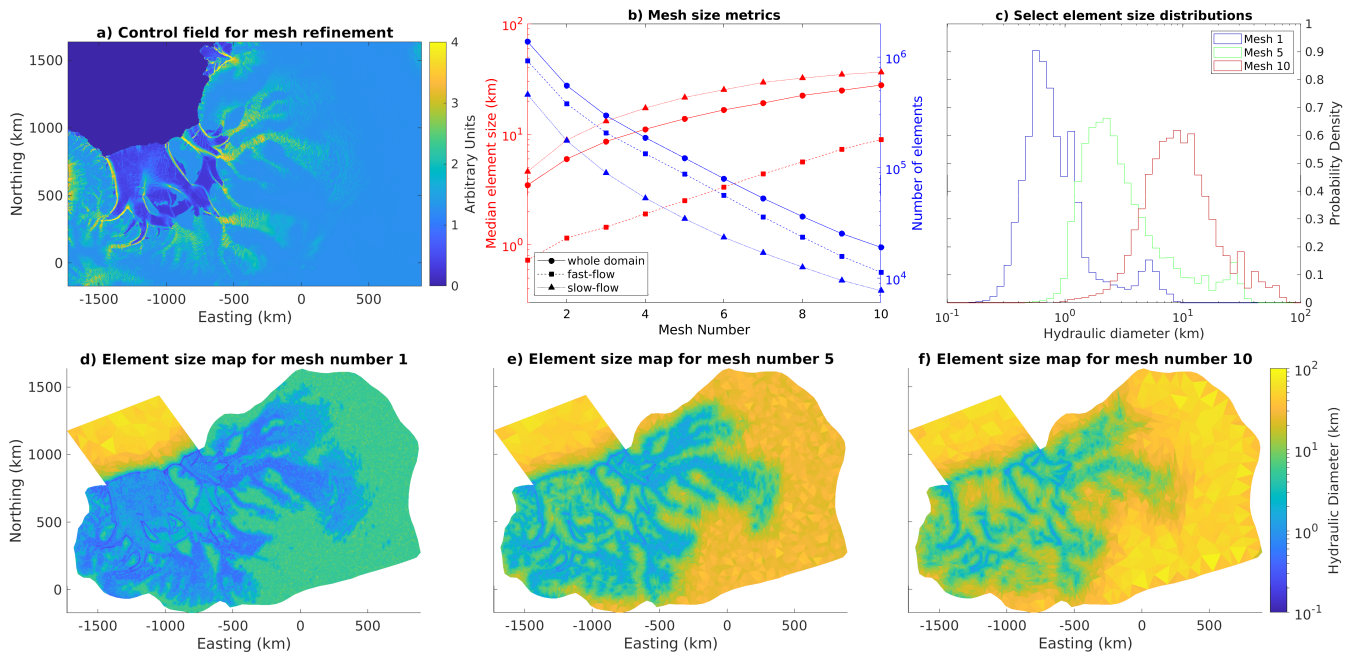 a) Control field for mesh refinement
1500
1000
500
0
Northing (km)
-1500 -1000 -500 0 500
Easting (km)
4
3
2
1
0
Arbitrary Units
b) Mesh size metrics
10^2
10^1
10^0
Median element size (km)
10^6
10^5
10^4
Number of elements
whole domain
fast-flow
slow-flow
2 4 6 8 10
Mesh Number
c) Select element size distributions
Mesh 1
Mesh 5
Mesh 10
1
0.9
0.8
0.7
0.6
0.5
0.4
0.3
0.2
0.1
0
Probability Density
10^-1 10^0 10^1 10^2
Hydraulic diameter (km)
d) Element size map for mesh number 1
1500
1000
500
0
Northing (km)
-1500 -1000 -500 0 500
Easting (km)
e) Element size map for mesh number 5
-1500 -1000 -500 0 500
Easting (km)
f) Element size map for mesh number 10
-1500 -1000 -500 0 500
Easting (km)
10^2
10^1
10^0
10^-1
Hydraulic Diameter (km)